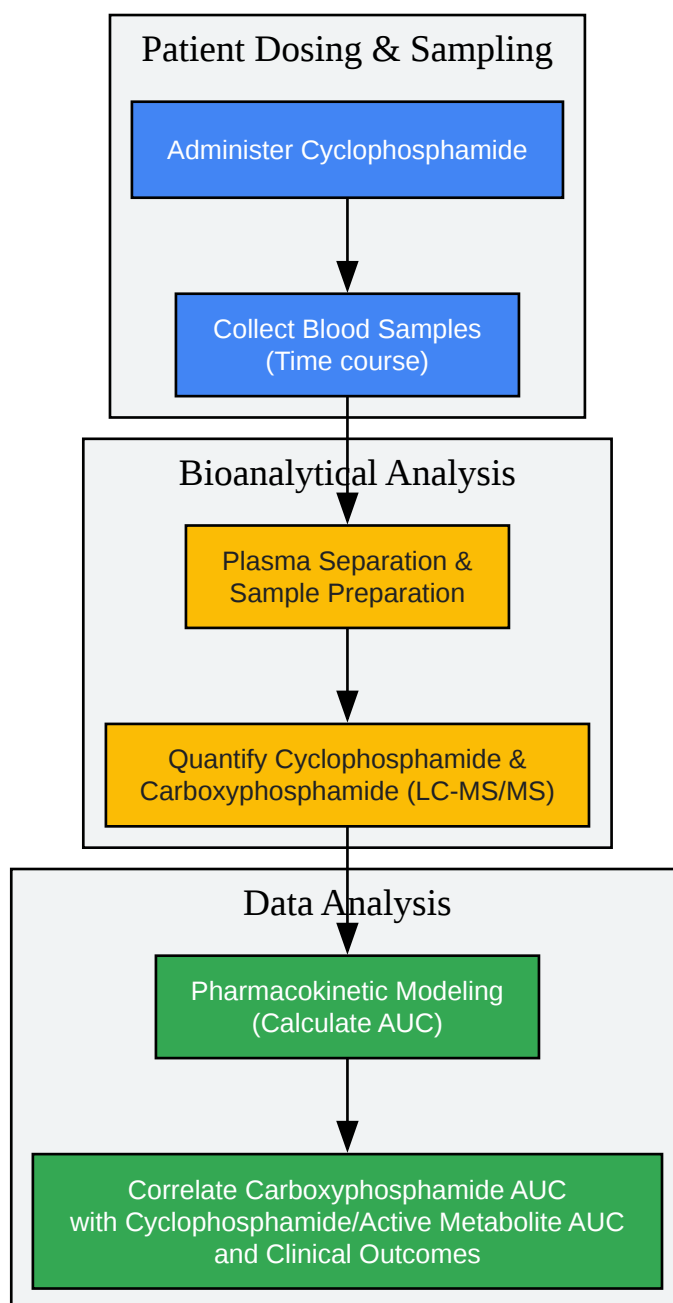 Patient Dosing & Sampling
Administer Cyclophosphamide
Collect Blood Samples
(Time course)
Bioanalytical Analysis
Plasma Separation &
Sample Preparation
Quantify Cyclophosphamide &
Carboxyphosphamide (LC-MS/MS)
Data Analysis
Pharmacokinetic Modeling
(Calculate AUC)
Correlate Carboxyphosphamide AUC
with Cyclophosphamide/Active Metabolite AUC
and Clinical Outcomes